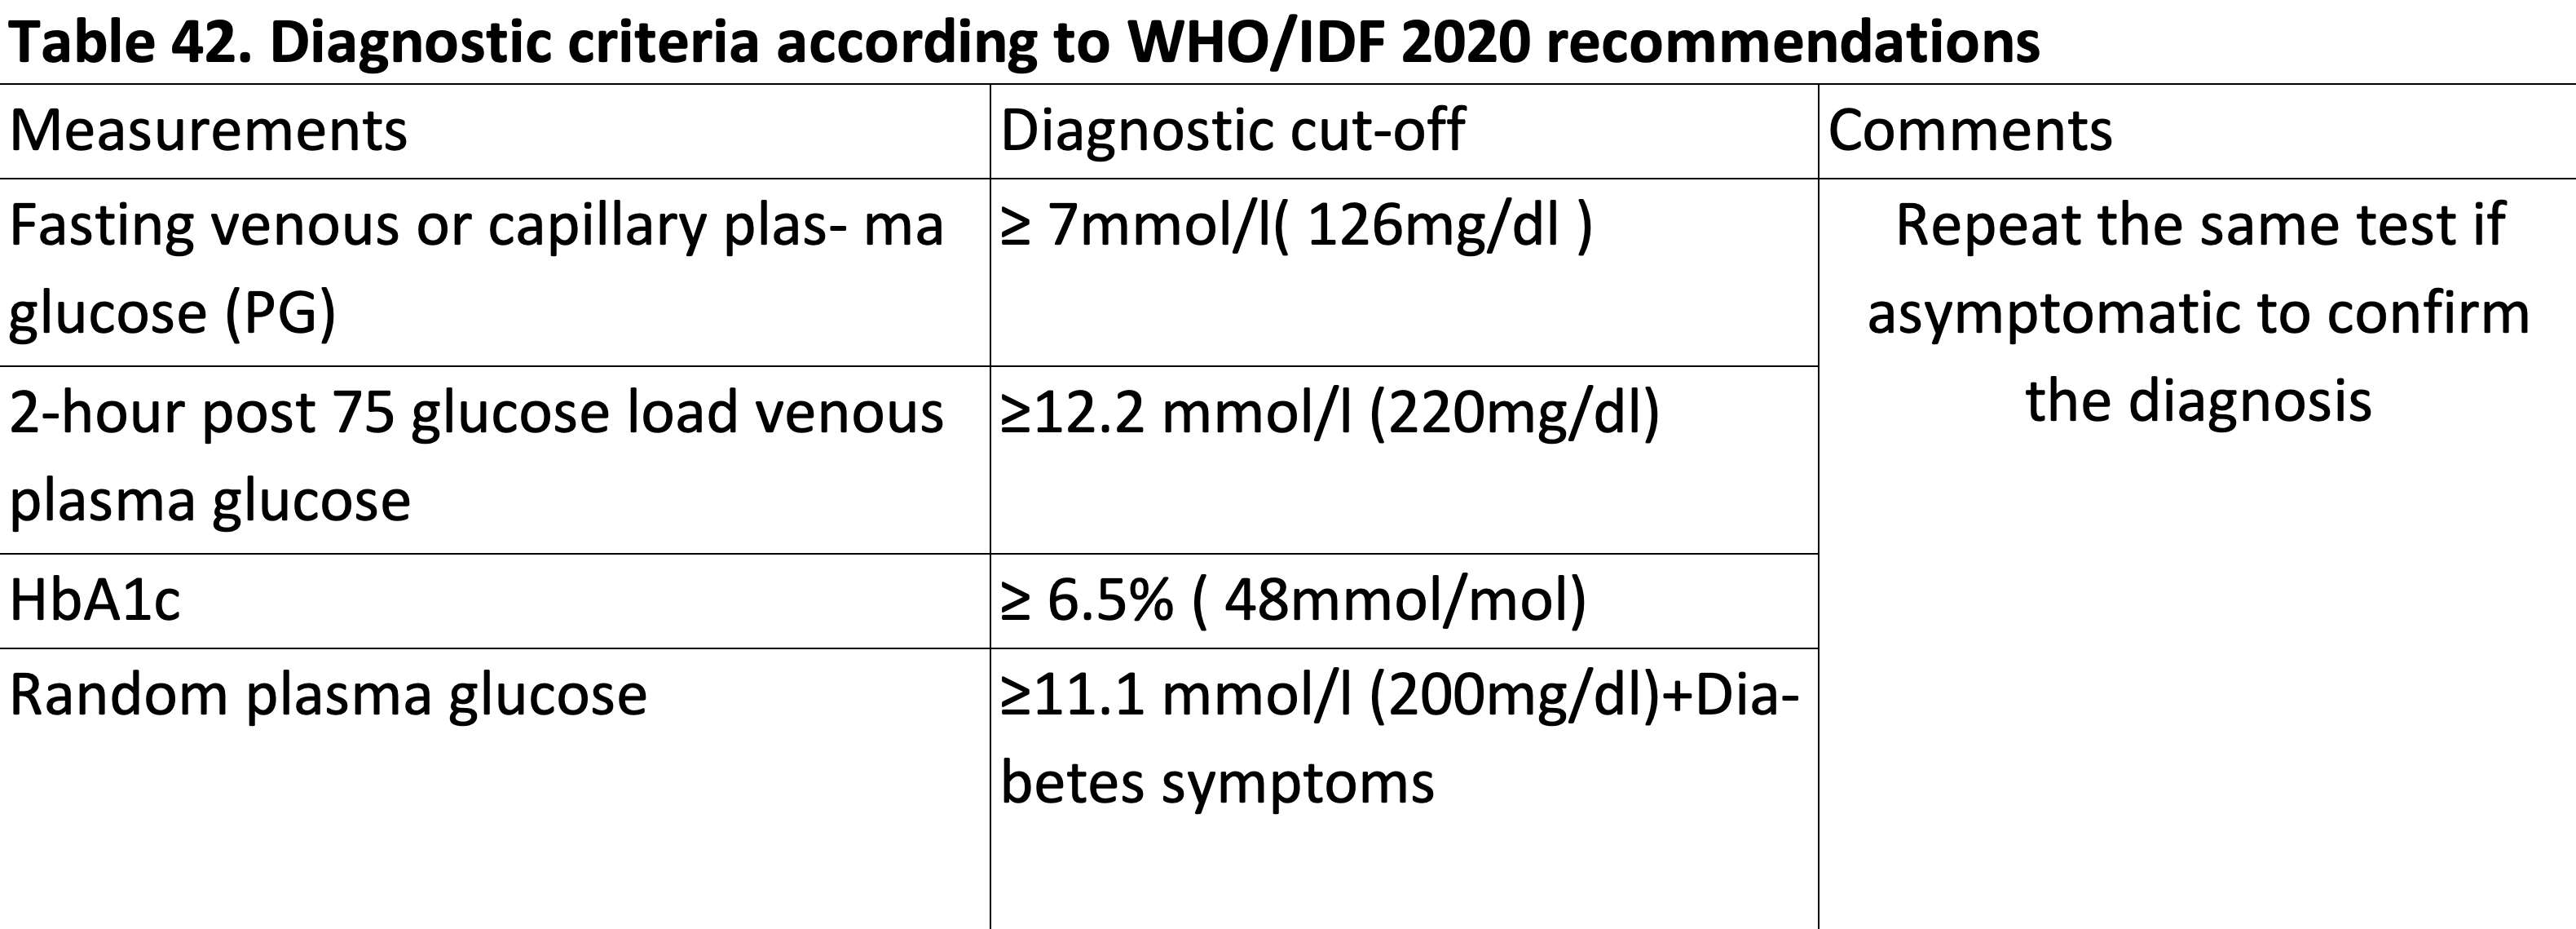 Table 42. Diagnostic criteria according to WHO/IDF 2020 recommendations
Measurements
Diagnostic cut-off
Comments
Fasting venous or capillary plas- ma
glucose (PG)
≥ 7mmol/l( 126mg/dl )
Repeat the same test if
asymptomatic to confirm
the diagnosis
2-hour post 75 glucose load venous
plasma glucose
≥12.2 mmol/l (220mg/dl)
HbA1c
≥ 6.5% ( 48mmol/mol)
Random plasma glucose
≥11.1 mmol/l (200mg/dl)+Dia-
betes symptoms